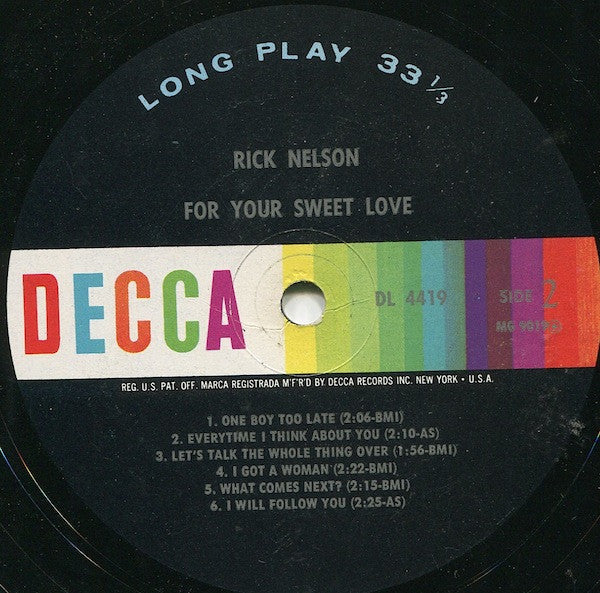 LONG PLAY 33 1/3
RICK NELSON
FOR YOUR SWEET LOVE
DECCA
DL 4419
SIDE 2
REG. U.S. PAT. OFF. MARCA REGISTRADA M'F'R'D BY DECCA RECORDS INC. NEW YORK • U.S.A.
1. ONE BOY TOO LATE (2:06-BMI)
2. EVERYTIME I THINK ABOUT YOU (2:10-AS)
3. LET'S TALK THE WHOLE THING OVER (1:56-BMI)
4. I GOT A WOMAN (2:22-BMI)
5. WHAT COMES NEXT? (2:15-BMI)
6. I WILL FOLLOW YOU (2:25-AS)